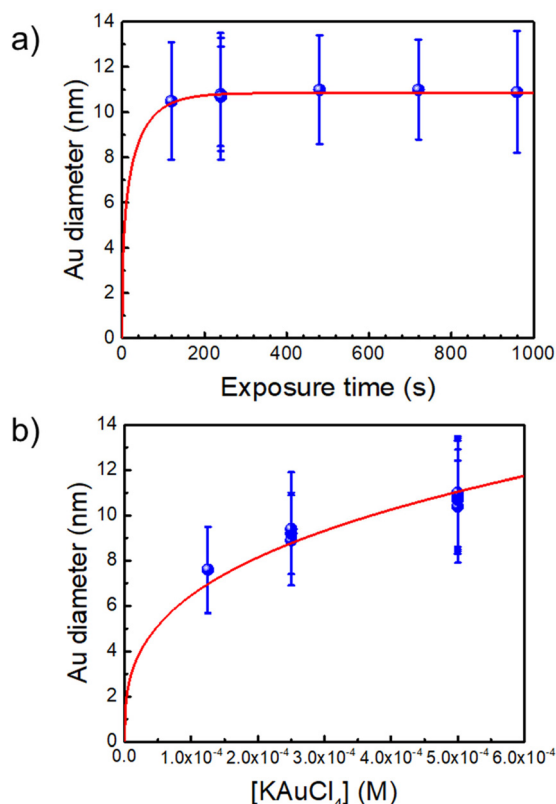 a)
14
12
10
8
6
4
2
0
Au diameter (nm)
0 200 400 600 800 1000
Exposure time (s)
b)
14
12
10
8
6
4
2
0
Au diameter (nm)
0.0 1.0x10⁻⁴ 2.0x10⁻⁴ 3.0x10⁻⁴ 4.0x10⁻⁴ 5.0x10⁻⁴ 6.0x10⁻⁴
[KAuCl₄] (M)